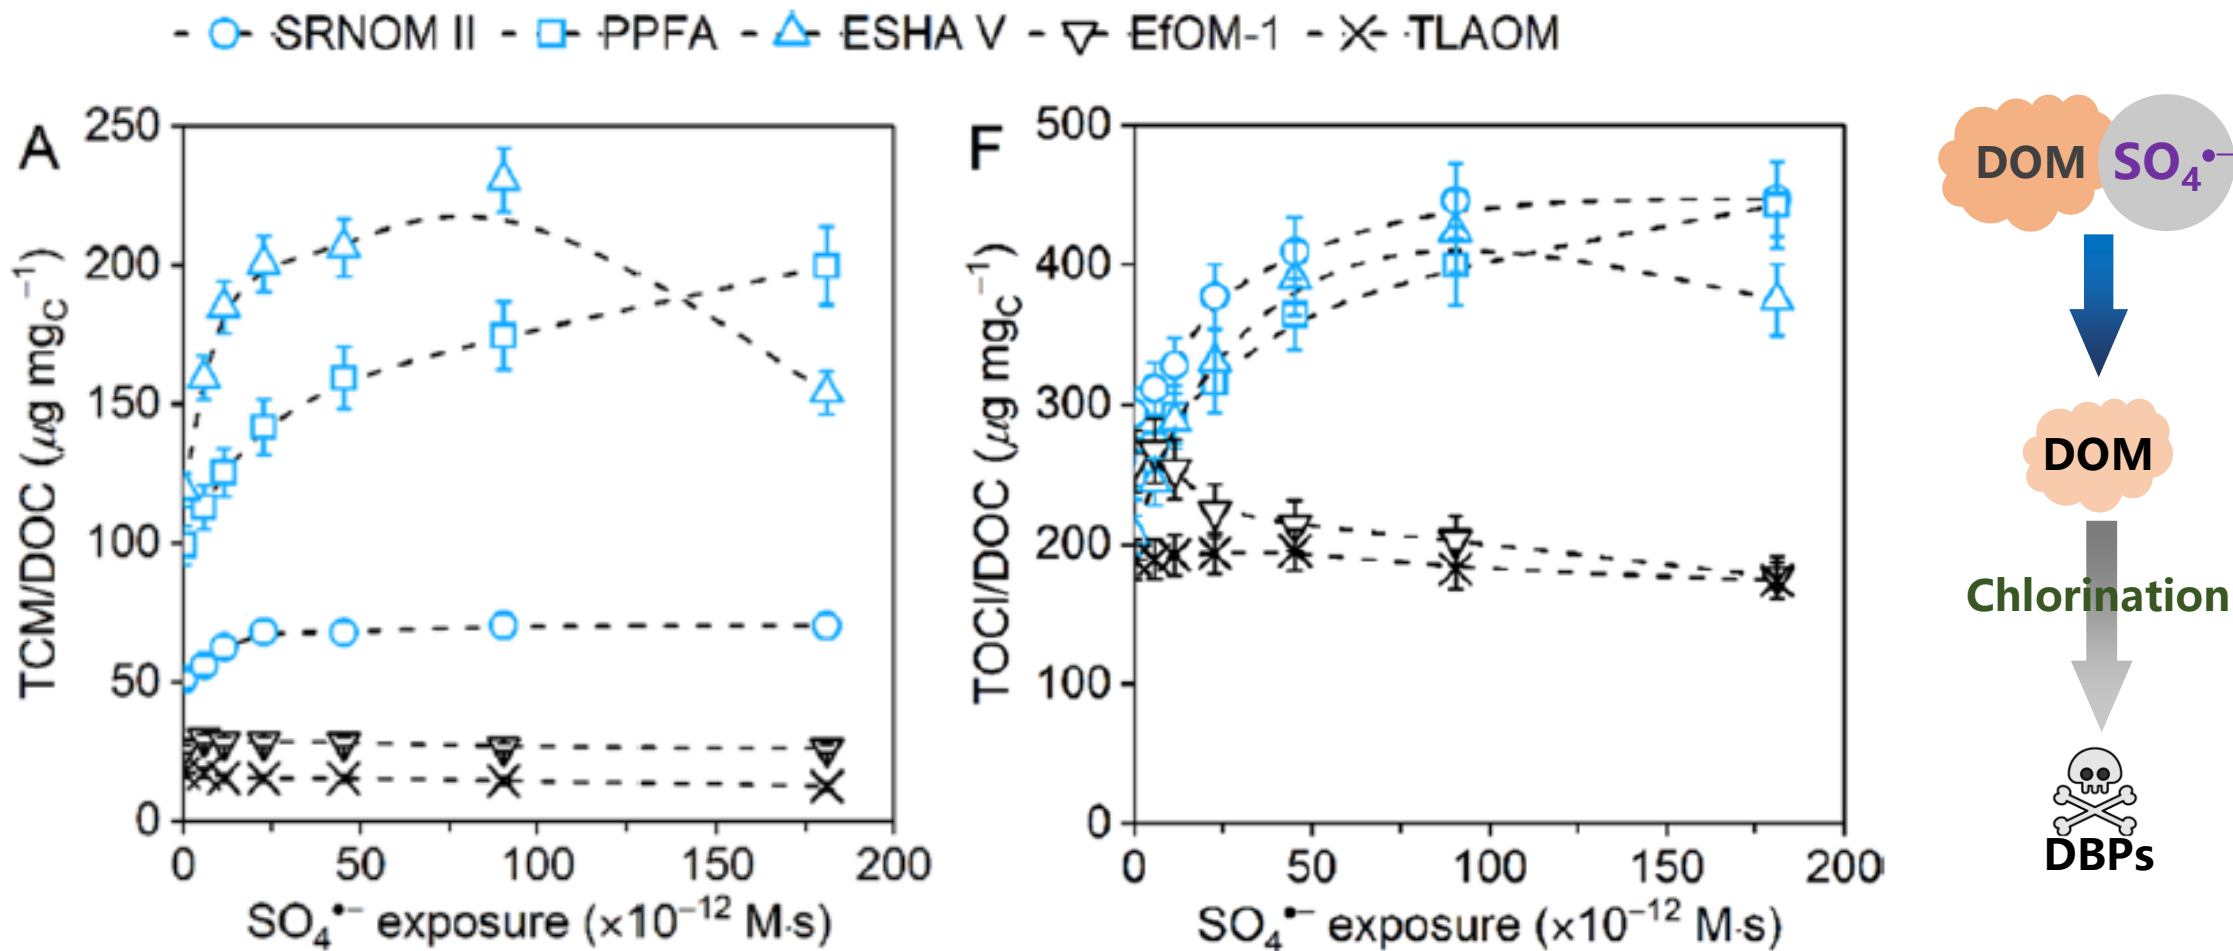 SRNOM II PPFA ESHA V EfOM-1 TLAOM
A
TCM/DOC (μg mg_C⁻¹)
250
200
150
100
50
0
0 50 100 150 200
SO₄•⁻ exposure (×10⁻¹² M·s)
F
TOCl/DOC (μg mg_C⁻¹)
500
400
300
200
100
0
0 50 100 150 200
SO₄•⁻ exposure (×10⁻¹² M·s)
DOM SO₄•⁻
DOM
Chlorination
DBPs